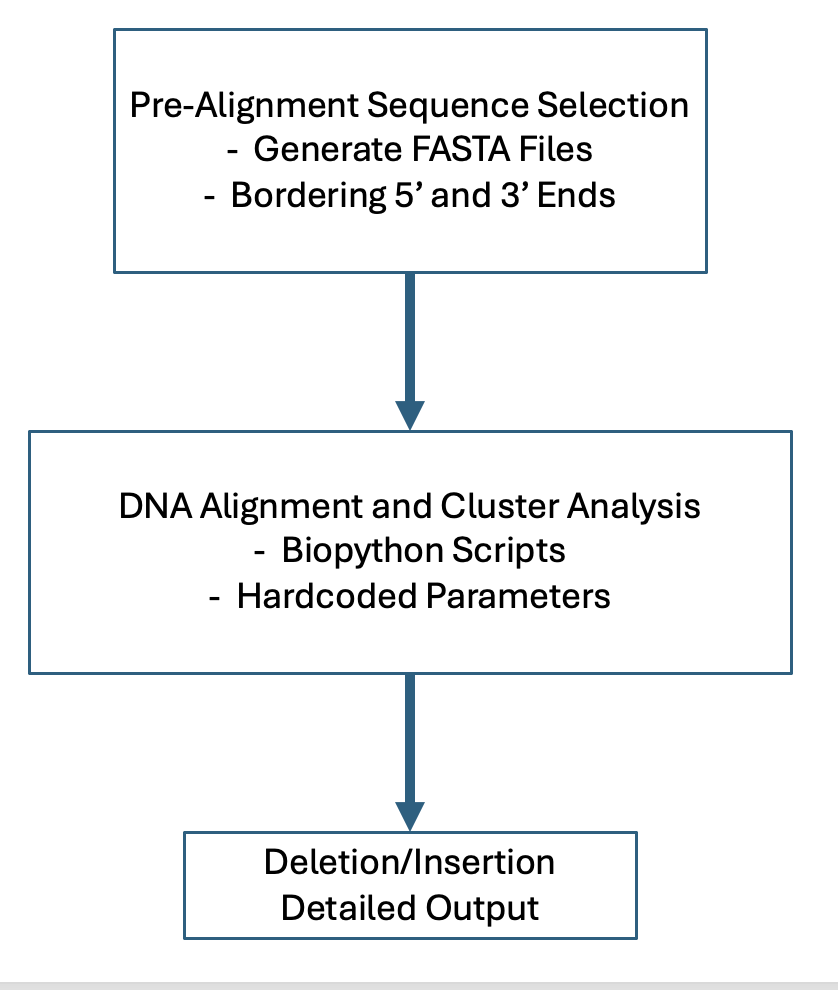 Pre-Alignment Sequence Selection
- Generate FASTA Files
- Bordering 5’ and 3’ Ends
DNA Alignment and Cluster Analysis
- Biopython Scripts
- Hardcoded Parameters
Deletion/Insertion
Detailed Output